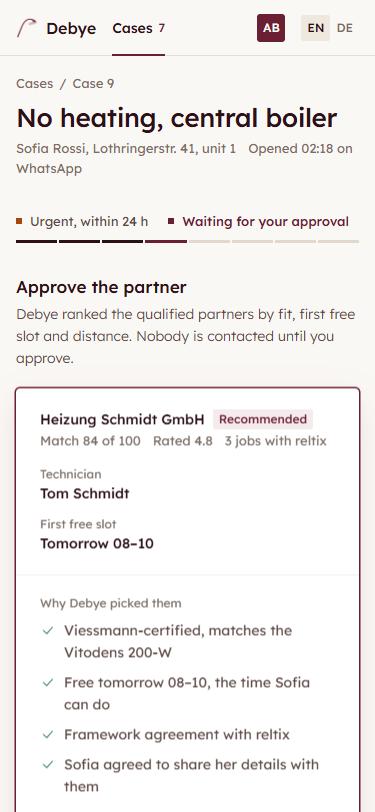 Debye Cases 7 AB EN DE
Cases / Case 9
No heating, central boiler
Sofia Rossi, Lothringerstr. 41, unit 1 Opened 02:18 on
WhatsApp
Urgent, within 24 h Waiting for your approval
Approve the partner
Debye ranked the qualified partners by fit, first free
slot and distance. Nobody is contacted until you
approve.
Heizung Schmidt GmbH Recommended
Match 84 of 100 Rated 4.8 3 jobs with reltix
Technician
Tom Schmidt
First free slot
Tomorrow 08–10
Why Debye picked them
Viessmann-certified, matches the
Vitodens 200-W
Free tomorrow 08–10, the time Sofia
can do
Framework agreement with reltix
Sofia agreed to share her details with
them